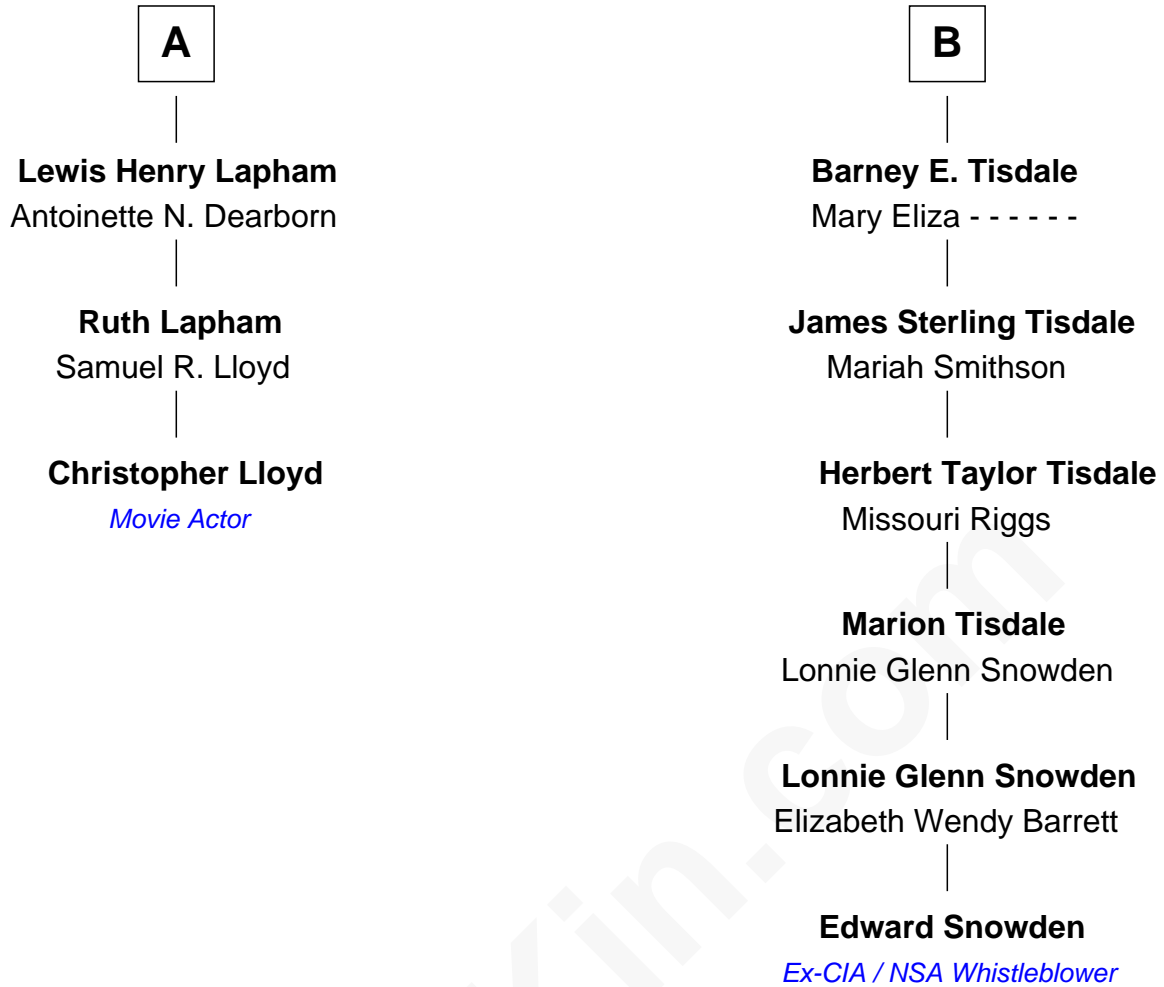 A
Lewis Henry Lapham
Antoinette N. Dearborn
Ruth Lapham
Samuel R. Lloyd
Christopher Lloyd
Movie Actor
B
Barney E. Tisdale
Mary Eliza - - - - - -
James Sterling Tisdale
Mariah Smithson
Herbert Taylor Tisdale
Missouri Riggs
Marion Tisdale
Lonnie Glenn Snowden
Lonnie Glenn Snowden
Elizabeth Wendy Barrett
Edward Snowden
Ex-CIA / NSA Whistleblower
Kin.com